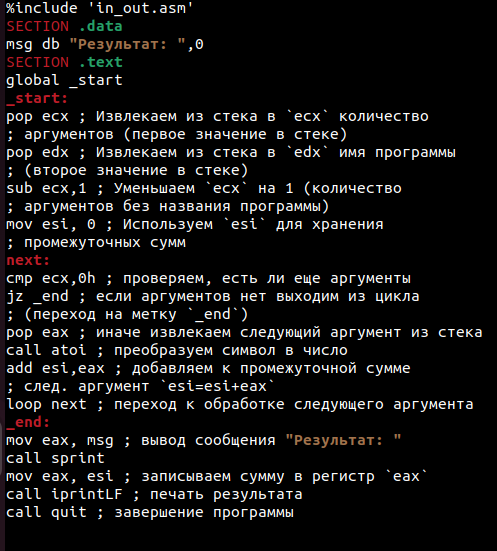 %include 'in_out.asm'
SECTION .data
msg db "Результат: ",0
SECTION .text
global _start
_start:
pop ecx ; Извлекаем из стека в `ecx` количество
; аргументов (первое значение в стеке)
pop edx ; Извлекаем из стека в `edx` имя программы
; (второе значение в стеке)
sub ecx,1 ; Уменьшаем `ecx` на 1 (количество
; аргументов без названия программы)
mov esi, 0 ; Используем `esi` для хранения
; промежуточных сумм
next:
cmp ecx,0h ; проверяем, есть ли еще аргументы
jz _end ; если аргументов нет выходим из цикла
; (переход на метку `_end`)
pop eax ; иначе извлекаем следующий аргумент из стека
call atoi ; преобразуем символ в число
add esi,eax ; добавляем к промежуточной сумме
; след. аргумент `esi=esi+eax`
loop next ; переход к обработке следующего аргумента
_end:
mov eax, msg ; вывод сообщения "Результат: "
call sprint
mov eax, esi ; записываем сумму в регистр `eax`
call iprintLF ; печать результата
call quit ; завершение программы